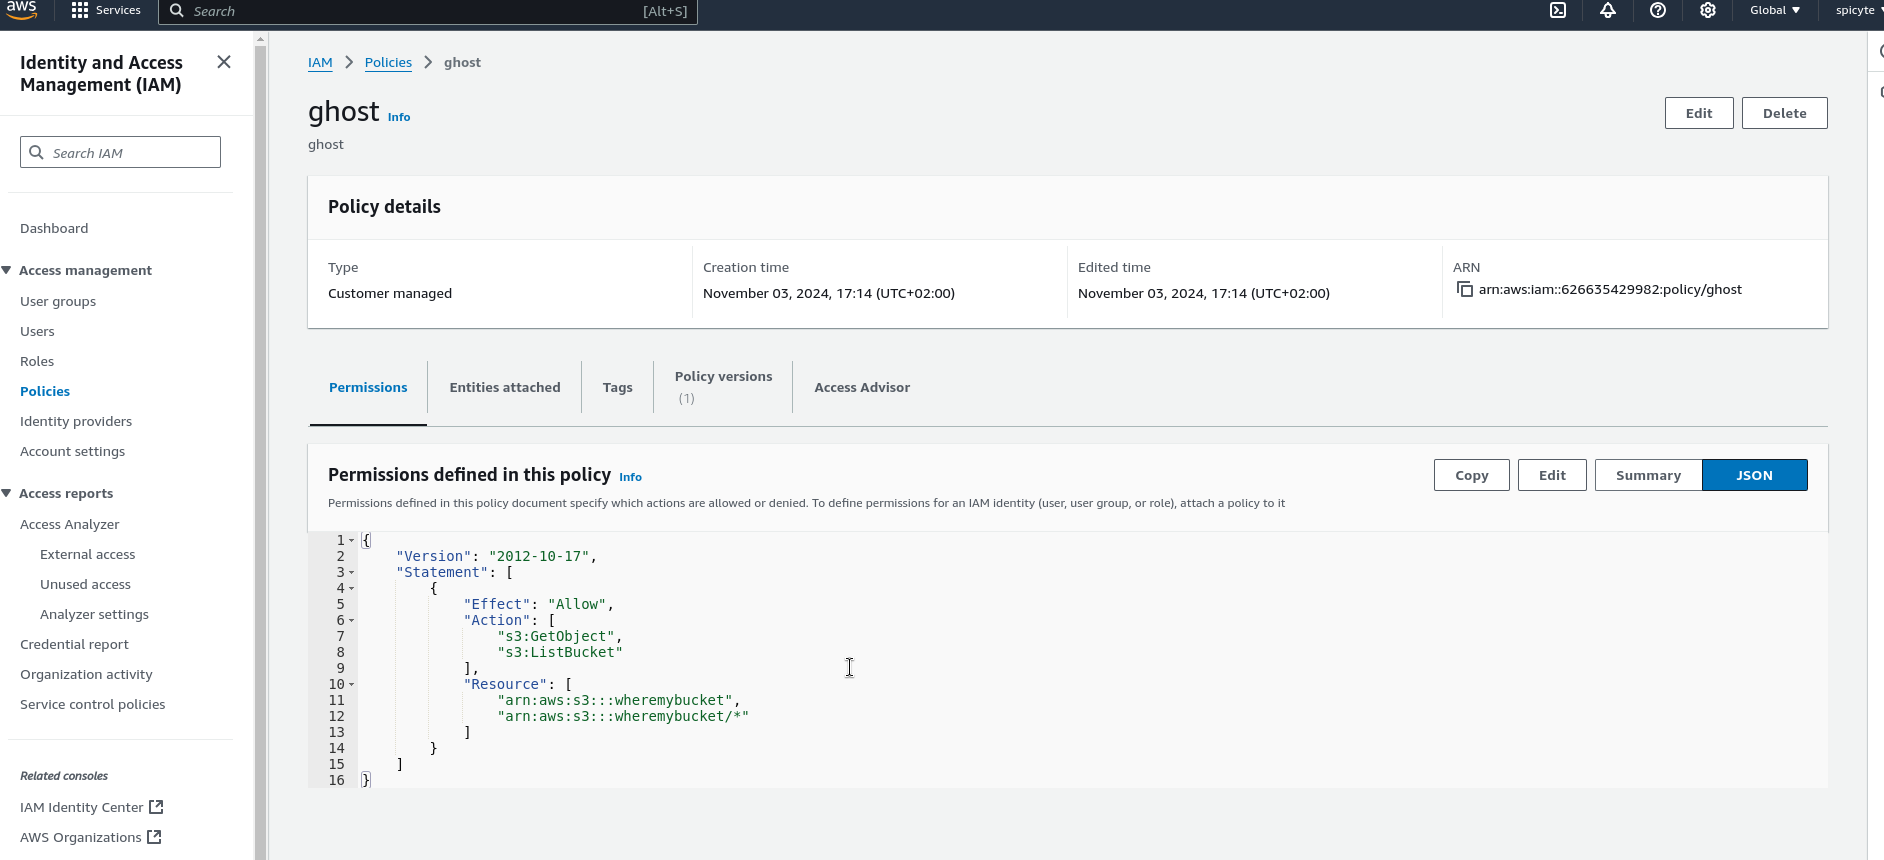 aws
Services
Search
[Alt+S]
Global
spicyte
Identity and Access
Management (IAM)
Search IAM
Dashboard
Access management
User groups
Users
Roles
Policies
Identity providers
Account settings
Access reports
Access Analyzer
External access
Unused access
Analyzer settings
Credential report
Organization activity
Service control policies
Related consoles
IAM Identity Center
AWS Organizations
IAM > Policies > ghost
ghost Info
ghost
Edit
Delete
Policy details
Type
Customer managed
Creation time
November 03, 2024, 17:14 (UTC+02:00)
Edited time
November 03, 2024, 17:14 (UTC+02:00)
ARN
arn:aws:iam::626635429982:policy/ghost
Permissions
Entities attached
Tags
Policy versions
(1)
Access Advisor
Permissions defined in this policy Info
Copy
Edit
Summary
JSON
Permissions defined in this policy document specify which actions are allowed or denied. To define permissions for an IAM identity (user, user group, or role), attach a policy to it
1 {
2 "Version": "2012-10-17",
3 "Statement": [
4 {
5 "Effect": "Allow",
6 "Action": [
7 "s3:GetObject",
8 "s3:ListBucket"
9 ],
10 "Resource": [
11 "arn:aws:s3:::wheremybucket",
12 "arn:aws:s3:::wheremybucket/*"
13 ]
14 }
15 ]
16 }